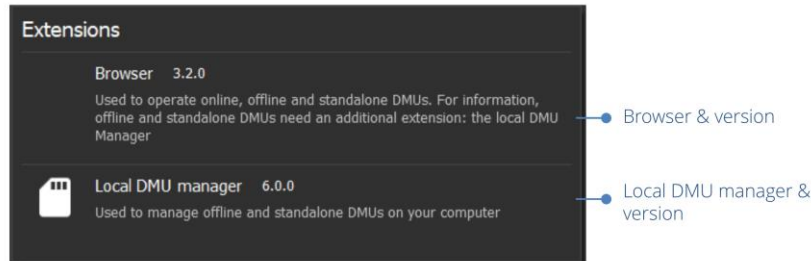 Extensions
Browser 3.2.0
Used to operate online, offline and standalone DMUs. For information,
offline and standalone DMUs need an additional extension: the local DMU
Manager
Browser & version
Local DMU manager 6.0.0
Used to manage offline and standalone DMUs on your computer
Local DMU manager &
version